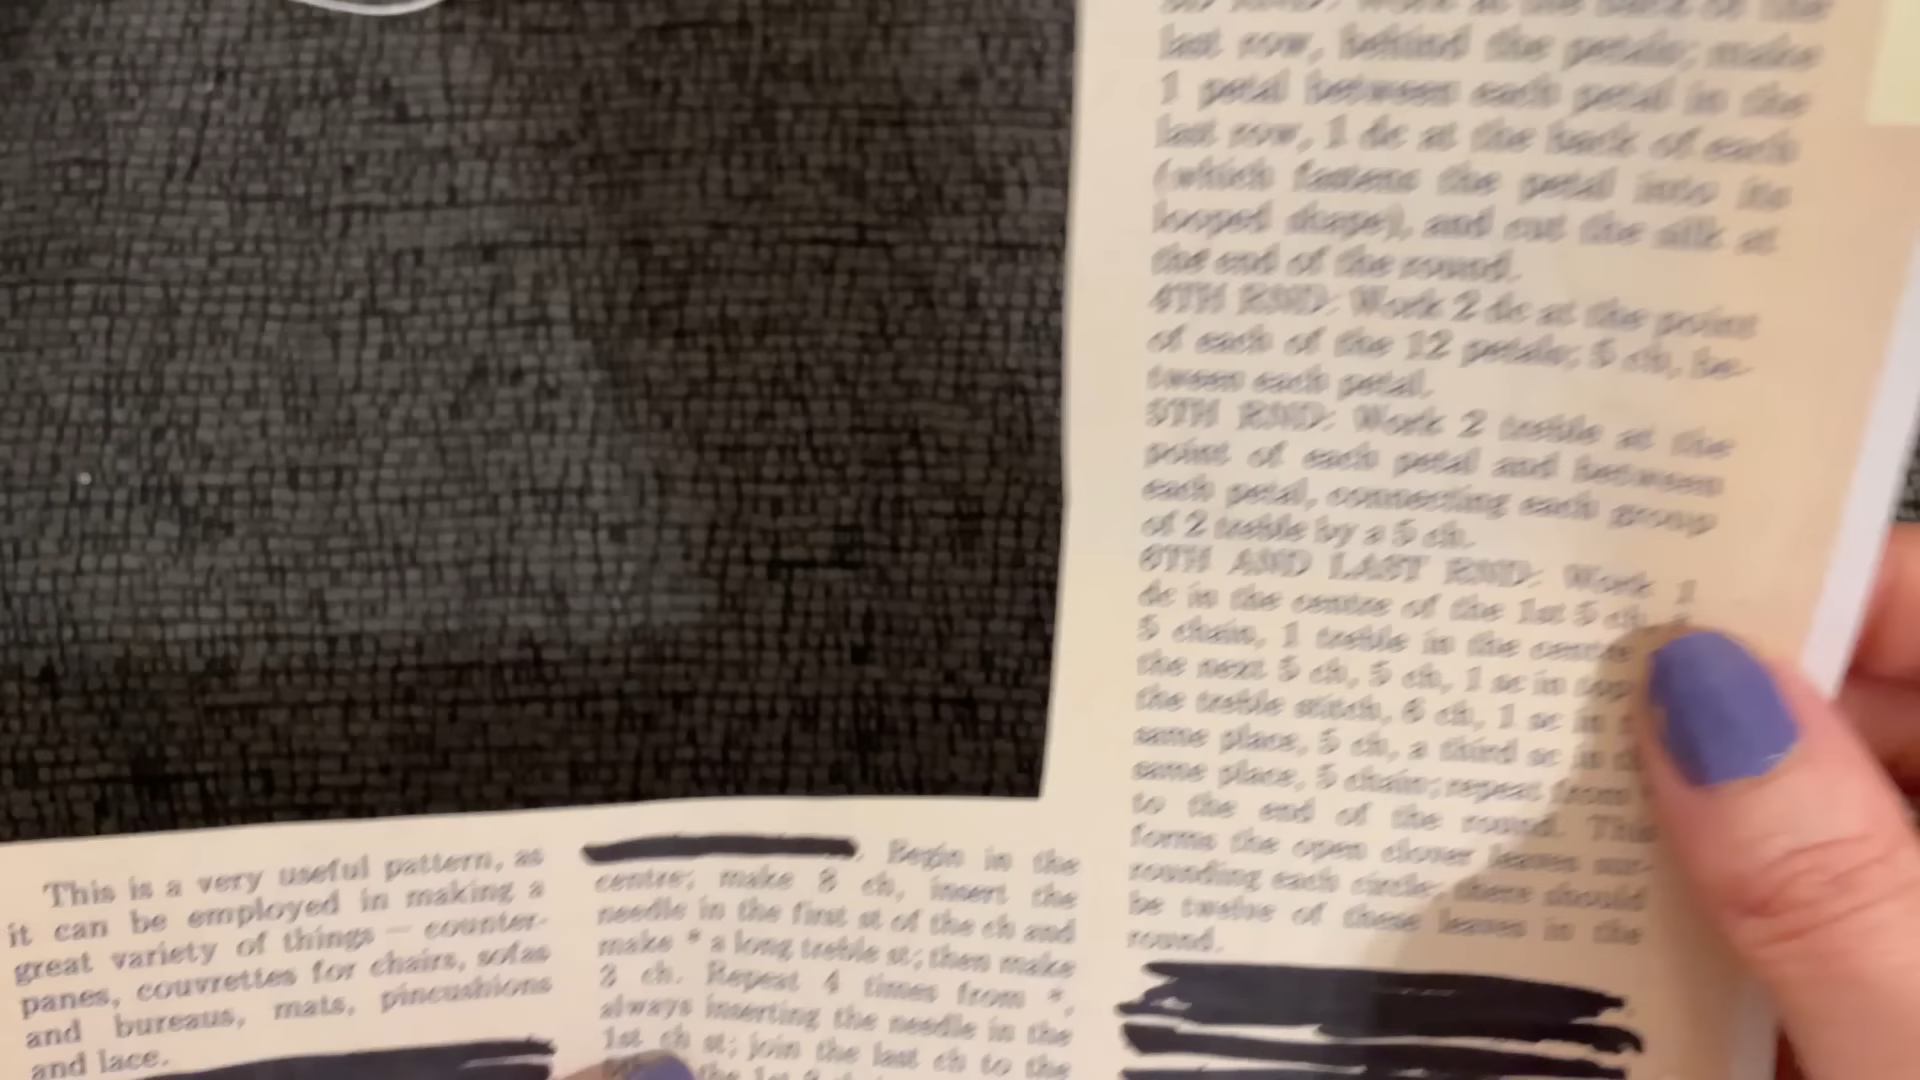 This is a very useful pattern, as
it can be employed in making a
great variety of things — counter-
panes, couvrettes for chairs, sofas
and bureaus, mats, pincushions
and lace.
Begin in the
centre; make 8 ch, insert the
needle in the first st of the ch and
make * a long treble st; then make
3 ch. Repeat 4 times from *,
always inserting the needle in the
1st ch st; join the last ch to the
last row, behind the petals; make
1 petal between each petal in the
last row, 1 dc at the back of each
(which fastens the petal into its
looped shape), and cut the silk at
the end of the round.
4TH RND: Work 2 dc at the point
of each of the 12 petals; 5 ch, be-
tween each petal.
5TH RND: Work 2 treble at the
point of each petal and between
each petal, connecting each group
of 2 treble by a 5 ch.
6TH AND LAST RND: Work 1
dc in the centre of the 1st 5 ch,
5 chain, 1 treble in the centre
the next 5 ch, 5 ch, 1 sc in top
the treble stitch, 6 ch, 1 sc in
same place, 5 ch, a third sc in
same place, 5 chain; repeat from
to the end of the round. This
forms the open clover leaves sur-
rounding each circle; there should
be twelve of these leaves in the
round.